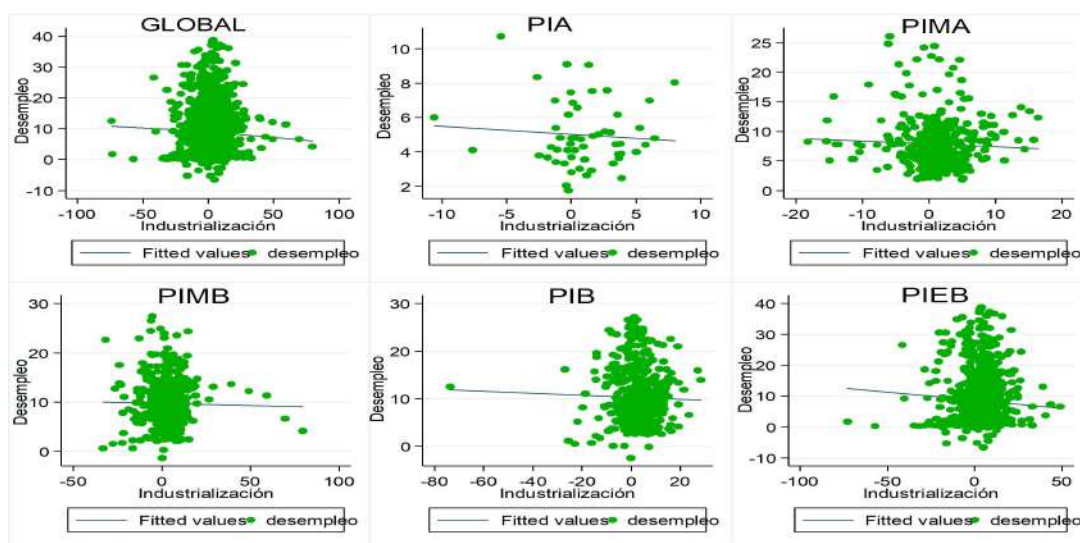 GLOBAL
Desempleo
40
30
20
10
0
-10
-100 -50 0 50 100
Industrialización
Fitted values desempleo
PIA
Desempleo
10
8
6
4
2
-10 -5 0 5 10
Industrialización
Fitted values desempleo
PIMA
Desempleo
25
20
15
10
5
0
-20 -10 0 10 20
Industrialización
Fitted values desempleo
PIMB
Desempleo
30
20
10
0
-50 0 50 100
Industrialización
Fitted values desempleo
PIB
Desempleo
30
20
10
0
-80 -60 -40 -20 0 20
Industrialización
Fitted values desempleo
PIEB
Desempleo
40
30
20
10
0
-10
-100 -50 0 50
Industrialización
Fitted values desempleo